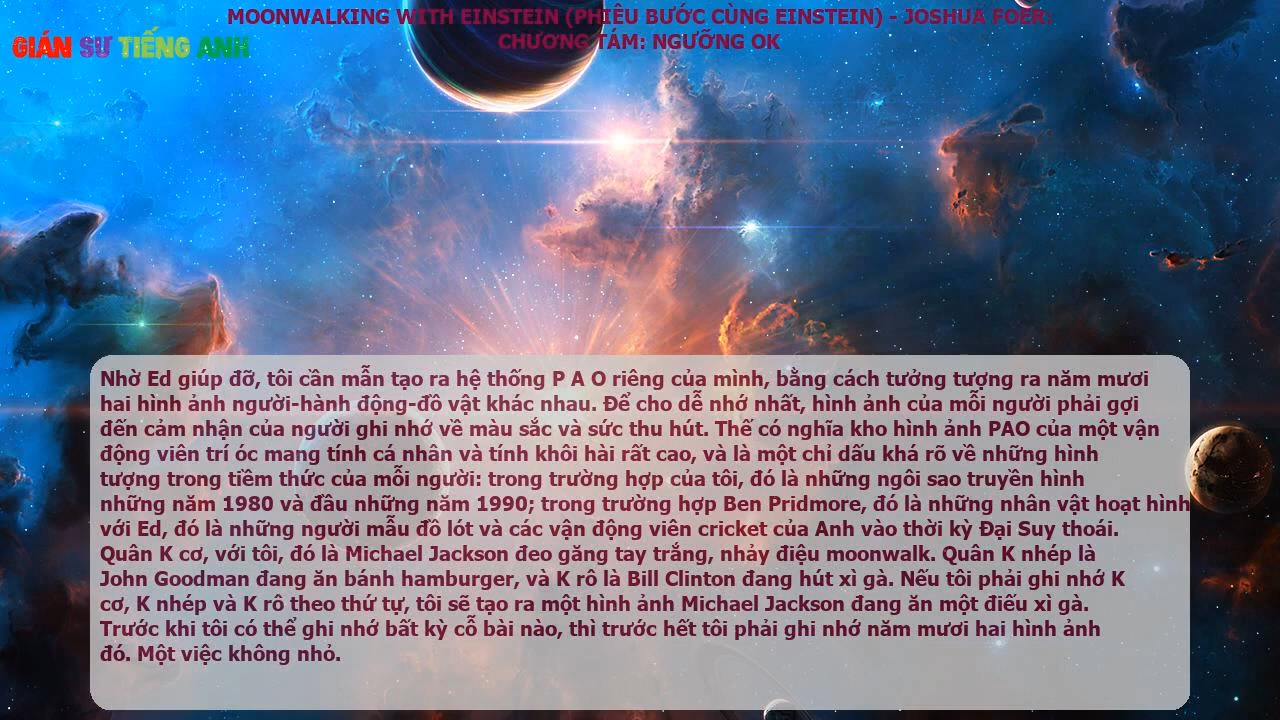 MOONWALKING WITH EINSTEIN (PHIÊU BƯỚC CÙNG EINSTEIN) - JOSHUA FOER:
CHƯƠNG TÁM: NGƯỠNG OK
GIÁN SƯ TIẾNG ANH
Nhờ Ed giúp đỡ, tôi cần mẫn tạo ra hệ thống P A O riêng của mình, bằng cách tưởng tượng ra năm mươi
hai hình ảnh người-hành động-đồ vật khác nhau. Để cho dễ nhớ nhất, hình ảnh của mỗi người phải gợi
đến cảm nhận của người ghi nhớ về màu sắc và sức thu hút. Thế có nghĩa kho hình ảnh PAO của một vận
động viên trí óc mang tính cá nhân và tính khôi hài rất cao, và là một chỉ dấu khá rõ về những hình
tượng trong tiềm thức của mỗi người: trong trường hợp của tôi, đó là những ngôi sao truyền hình
những năm 1980 và đầu những năm 1990; trong trường hợp Ben Pridmore, đó là những nhân vật hoạt hình
với Ed, đó là những người mẫu đồ lót và các vận động viên cricket của Anh vào thời kỳ Đại Suy thoái.
Quân K cơ, với tôi, đó là Michael Jackson đeo găng tay trắng, nhảy điệu moonwalk. Quân K nhép là
John Goodman đang ăn bánh hamburger, và K rô là Bill Clinton đang hút xì gà. Nếu tôi phải ghi nhớ K
cơ, K nhép và K rô theo thứ tự, tôi sẽ tạo ra một hình ảnh Michael Jackson đang ăn một điếu xì gà.
Trước khi tôi có thể ghi nhớ bất kỳ cỗ bài nào, thì trước hết tôi phải ghi nhớ năm mươi hai hình ảnh
đó. Một việc không nhỏ.